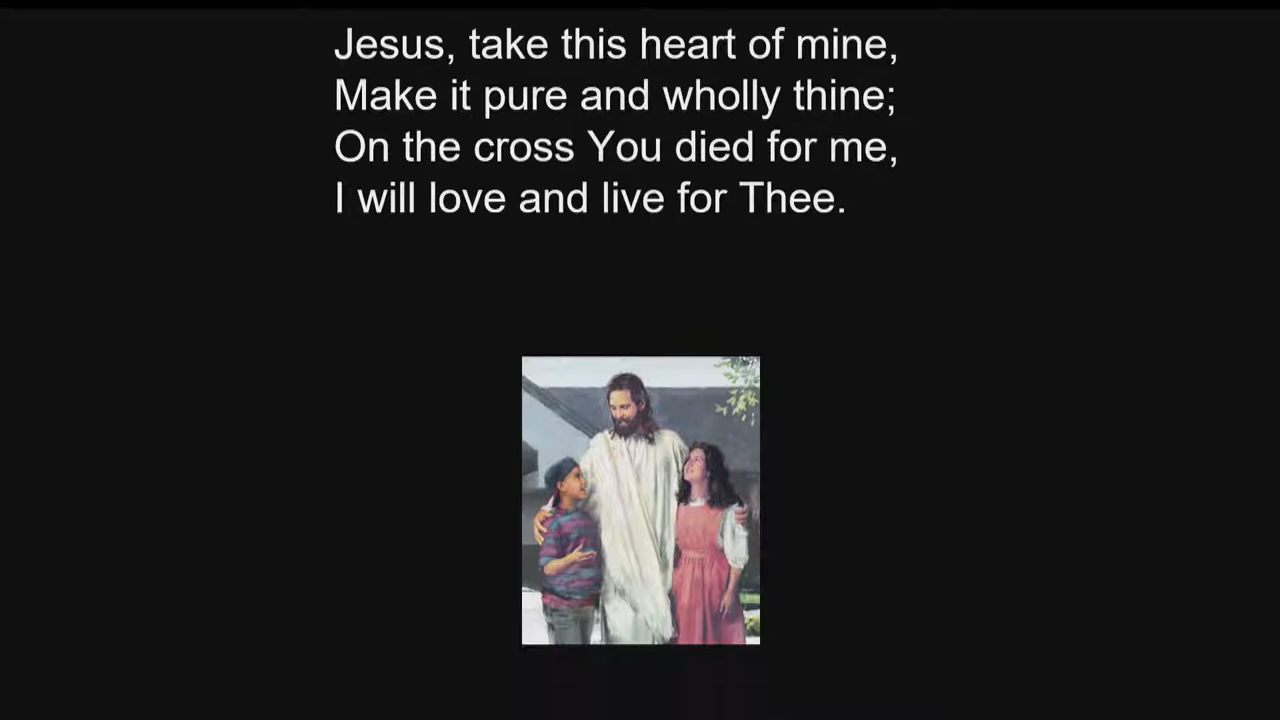 Jesus, take this heart of mine,
Make it pure and wholly thine;
On the cross You died for me,
I will love and live for Thee.